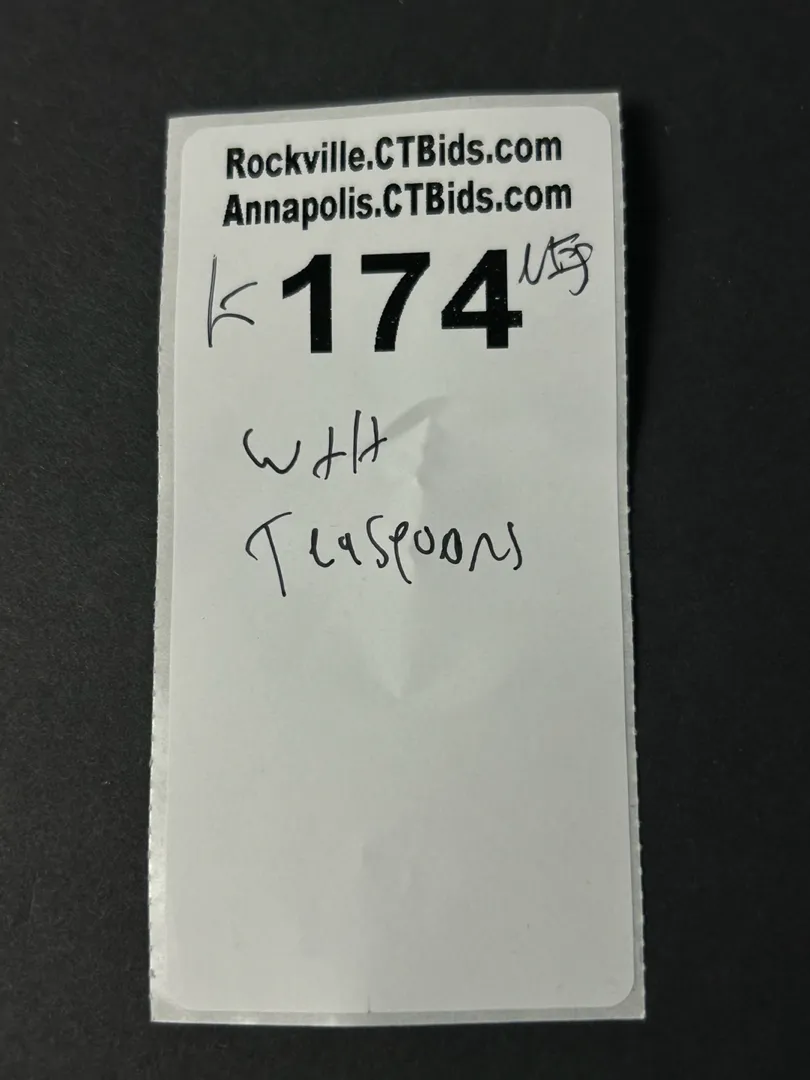 Rockville.CTBids.com
Annapolis.CTBids.com
K 174
Teaspoons